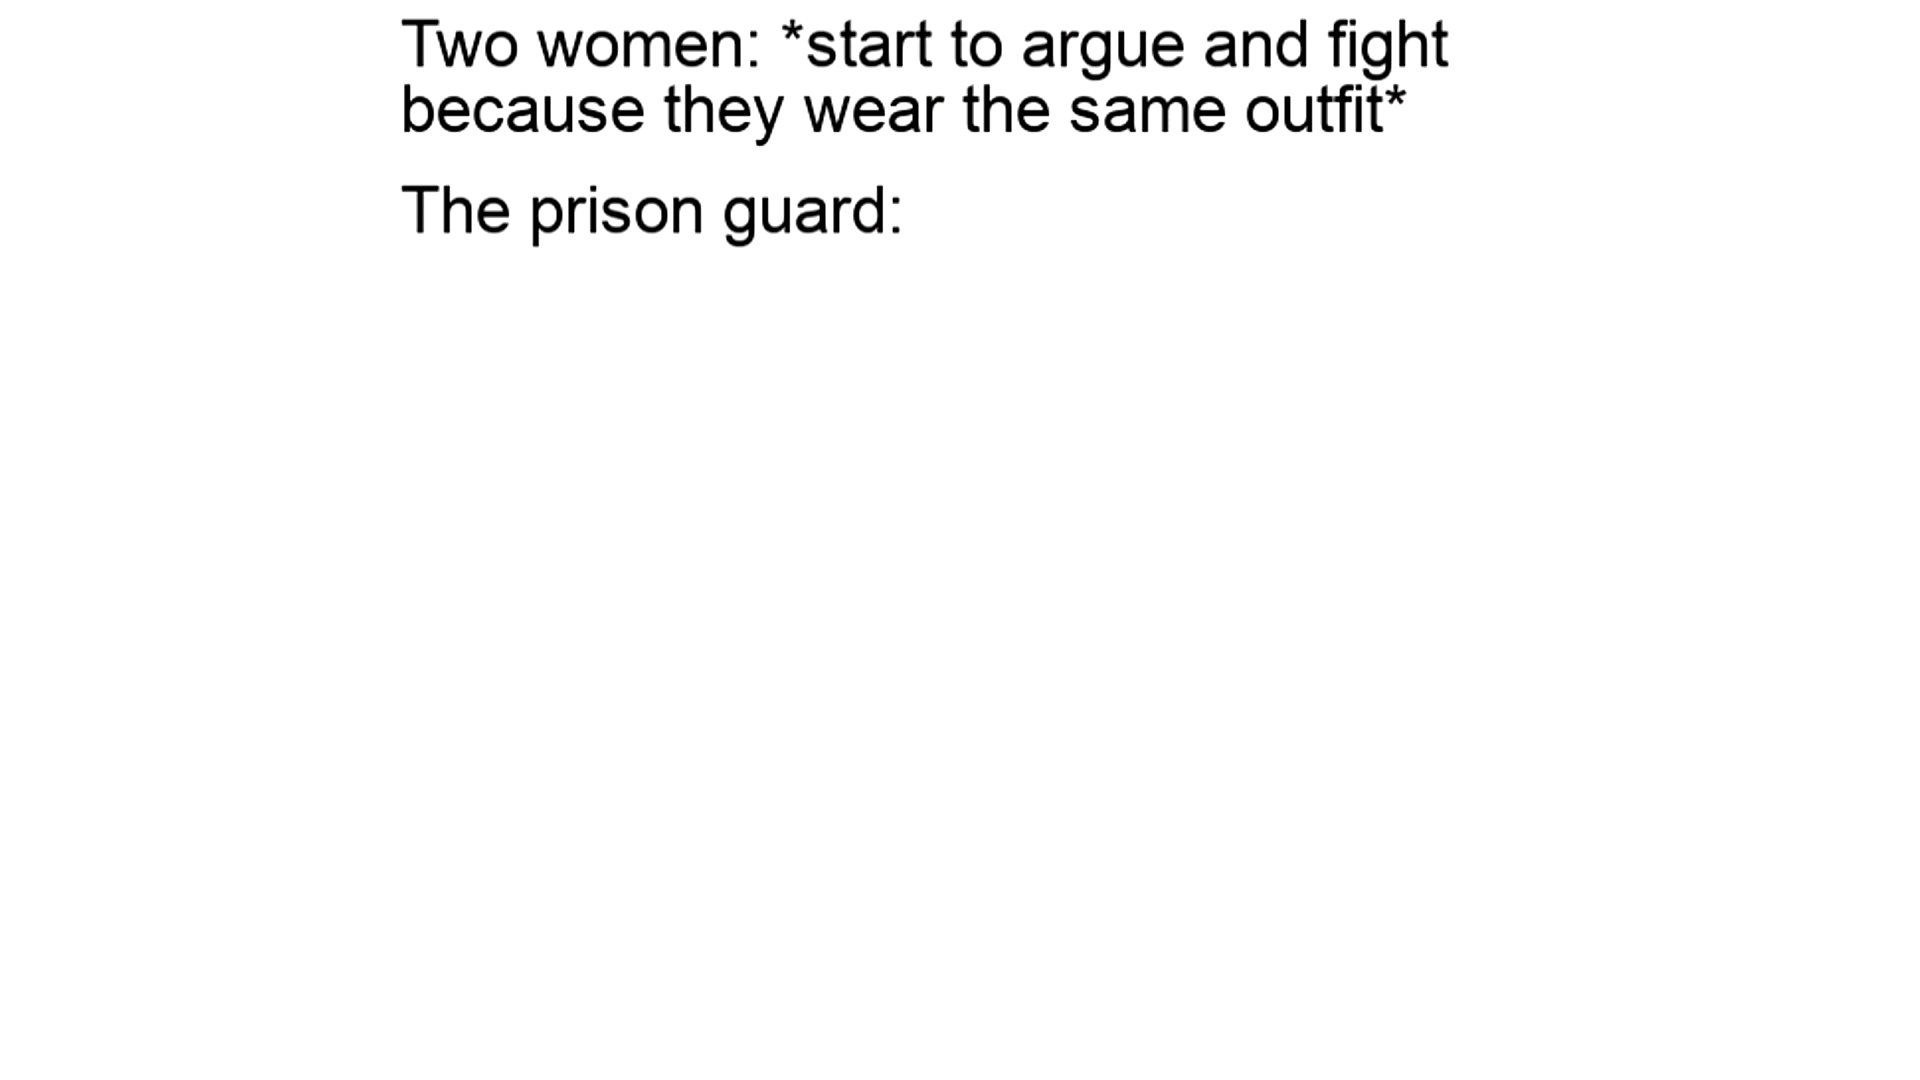 Two women: *start to argue and fight
because they wear the same outfit*
The prison guard: